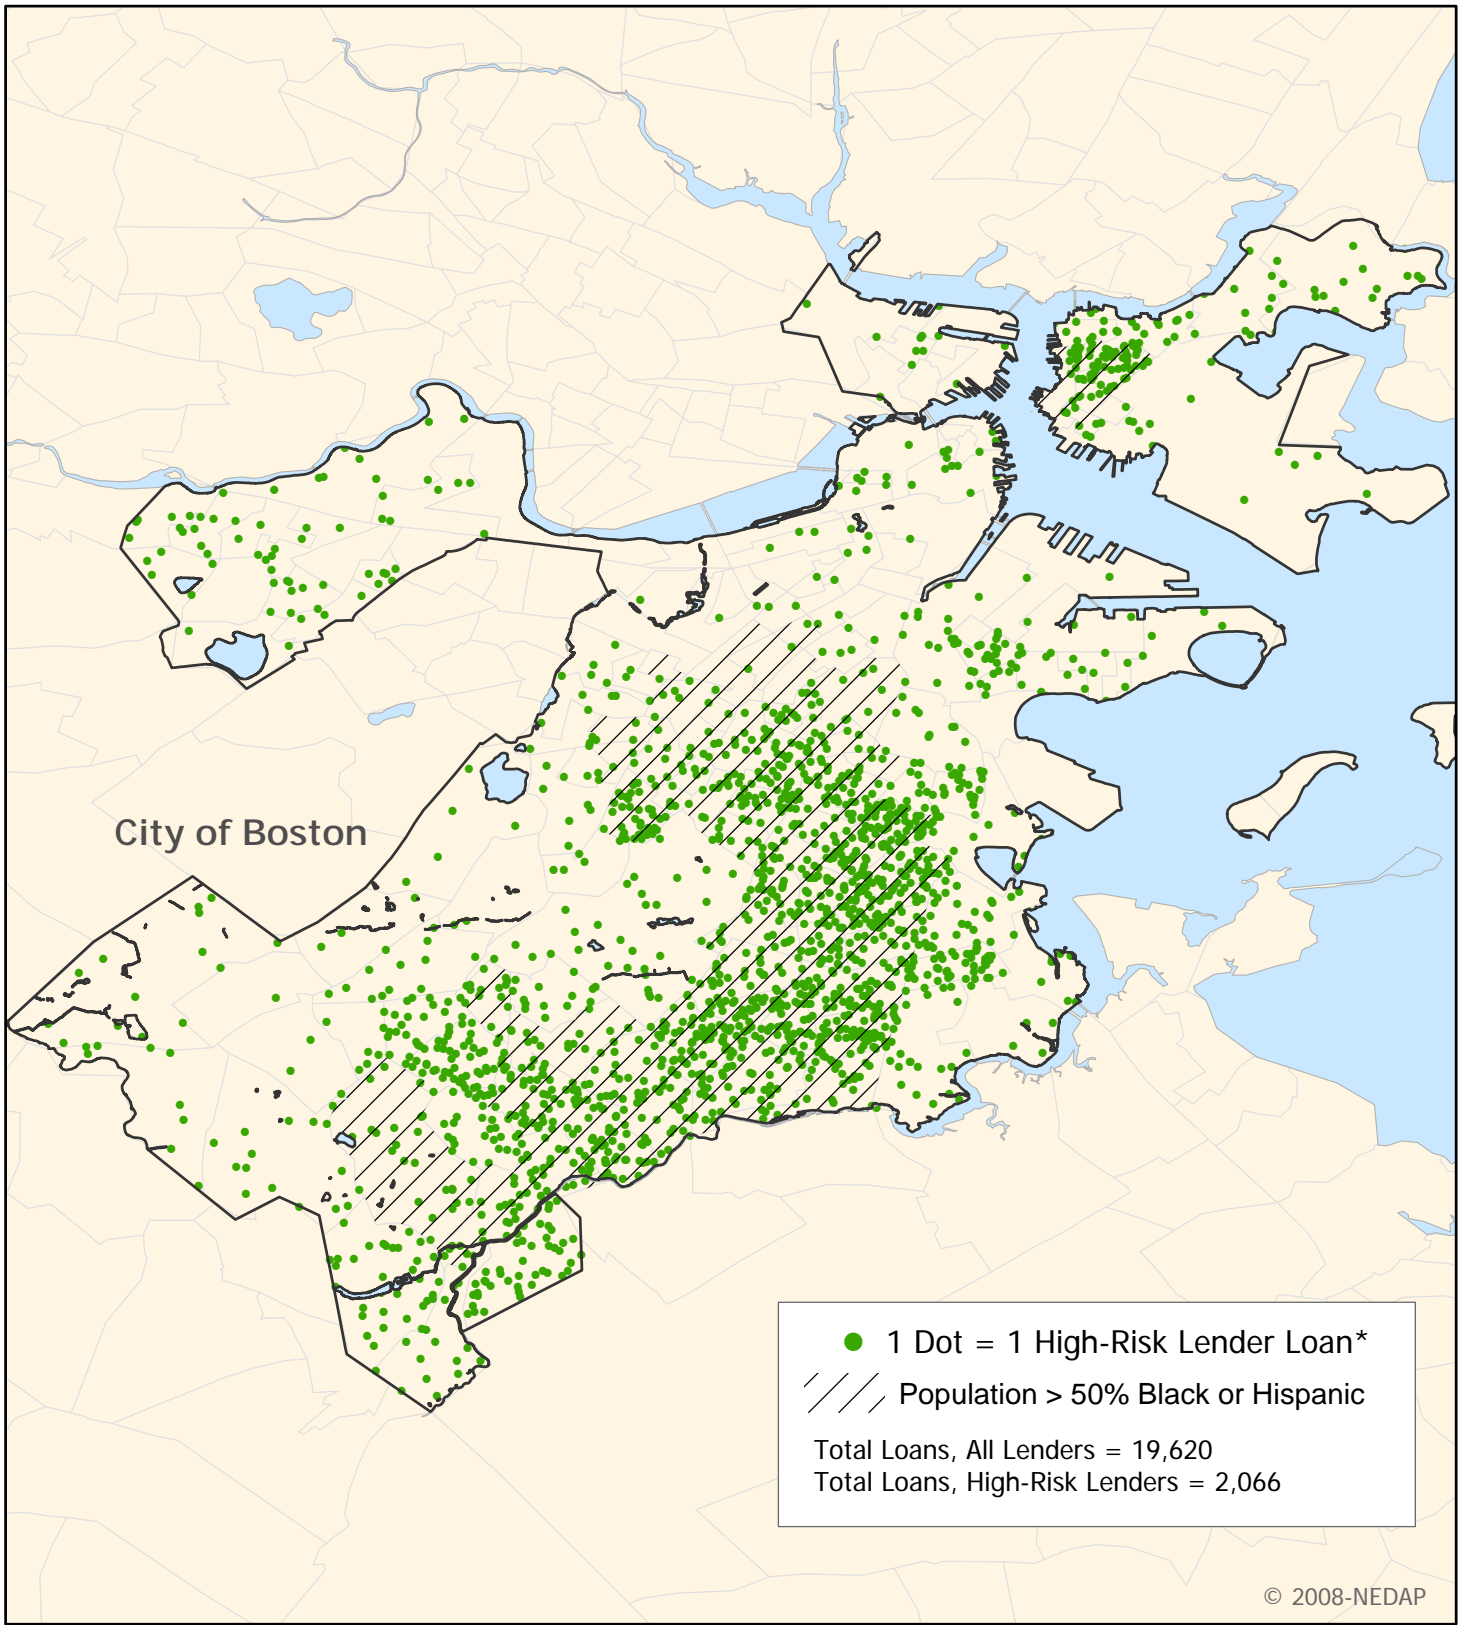 City of Boston
1 Dot = 1 High-Risk Lender Loan*
Population > 50% Black or Hispanic
Total Loans, All Lenders = 19,620
Total Loans, High-Risk Lenders = 2,066
© 2008-NEDAP